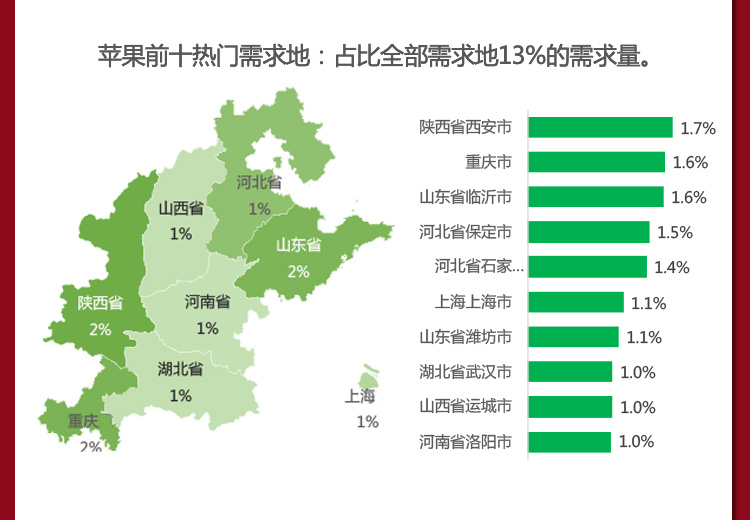 苹果前十热门需求地：占比全部需求地13%的需求量。
河北省
1%
山西省
1%
山东省
2%
陕西省
2%
河南省
1%
湖北省
1%
上海
1%
重庆
2%
陕西省西安市 1.7%
重庆市 1.6%
山东省临沂市 1.6%
河北省保定市 1.5%
河北省石家... 1.4%
上海上海市 1.1%
山东省潍坊市 1.1%
湖北省武汉市 1.0%
山西省运城市 1.0%
河南省洛阳市 1.0%